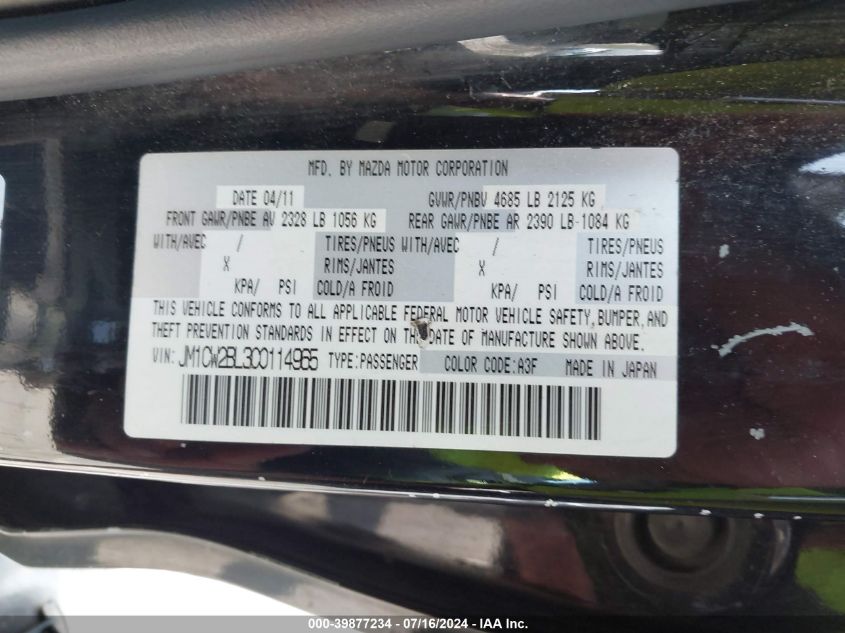 MFD. BY MAZDA MOTOR CORPORATION
DATE 04/11 GVWR/PNBV 4685 LB 2125 KG
FRONT GAWR/PNBE AV 2328 LB 1056 KG REAR GAWR/PNBE AR 2390 LB 1084 KG
WITH/AVEC / TIRES/PNEUS WITH/AVEC / TIRES/PNEUS
X RIMS/JANTES X RIMS/JANTES
KPA/ PSI COLD/A FROID KPA/ PSI COLD/A FROID
THIS VEHICLE CONFORMS TO ALL APPLICABLE FEDERAL MOTOR VEHICLE SAFETY, BUMPER, AND
THEFT PREVENTION STANDARDS IN EFFECT ON THE DATE OF MANUFACTURE SHOWN ABOVE.
VIN: JM1CW2BL3C0114965 TYPE:PASSENGER COLOR CODE:A3F MADE IN JAPAN
000-39877234 - 07/16/2024 - IAA Inc.